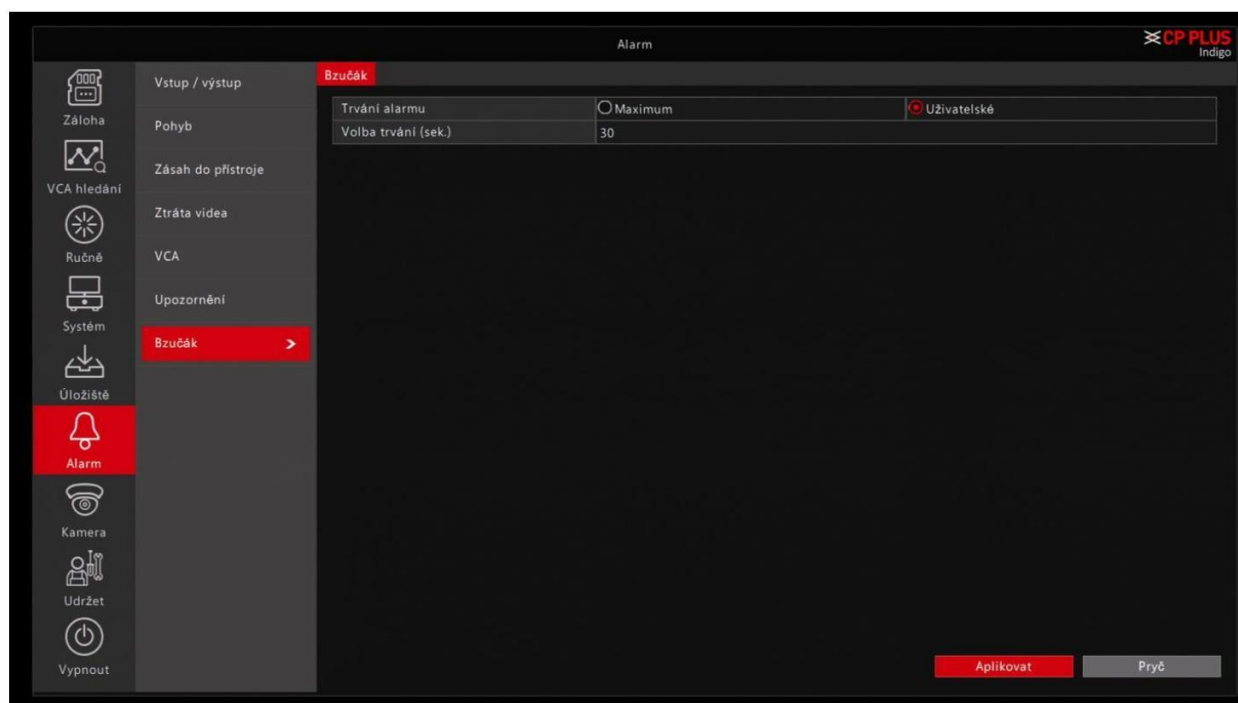 Alarm
CP PLUS
Indigo
Záloha
VCA hledání
Ručně
Systém
Úložiště
Alarm
Kamera
Udržet
Vypnout
Vstup / výstup
Pohyb
Zásah do přístroje
Ztráta videa
VCA
Upozornění
Bzučák
Bzučák
Trvání alarmu Maximum Uživatelské
Volba trvání (sek.) 30
Aplikovat Pryč